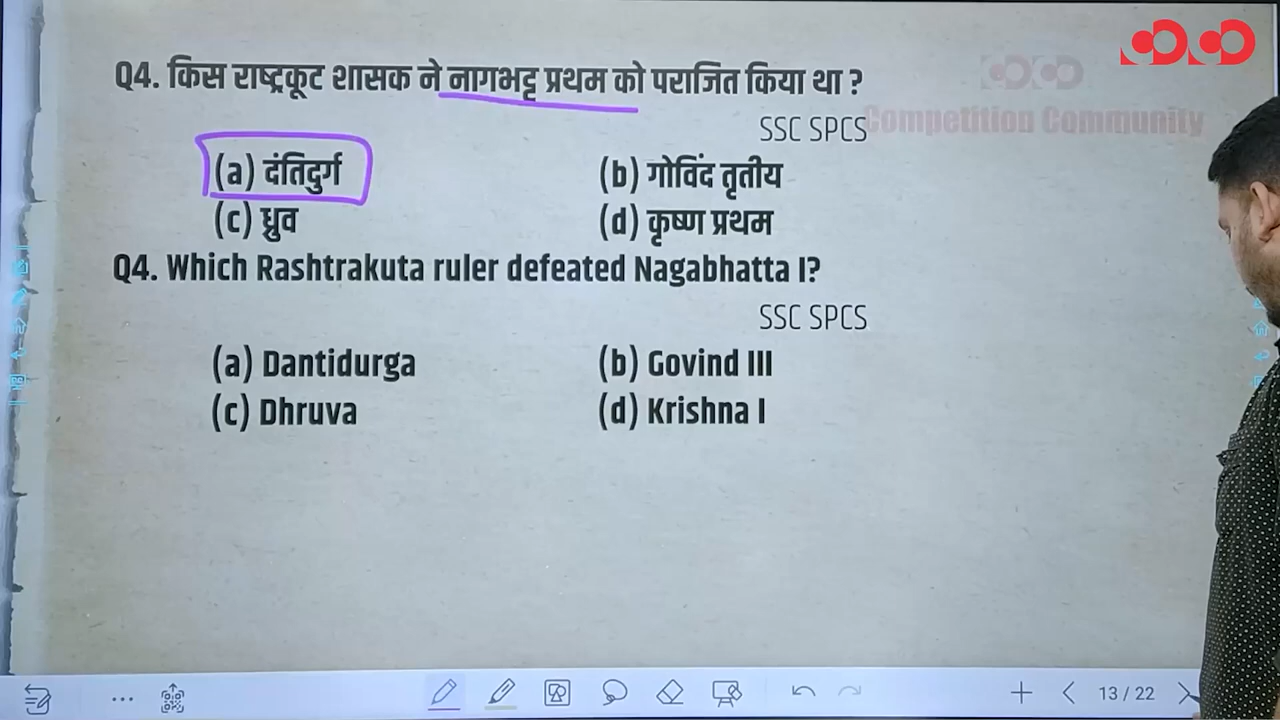 Q4. किस राष्ट्रकूट शासक ने नागभट्ट प्रथम को पराजित किया था ?
SSC SPCS
Competition Community
(a) दंतिदुर्ग
(b) गोविंद तृतीय
(c) ध्रुव
(d) कृष्ण प्रथम
Q4. Which Rashtrakuta ruler defeated Nagabhatta I?
SSC SPCS
(a) Dantidurga
(b) Govind III
(c) Dhruva
(d) Krishna I
13 / 22